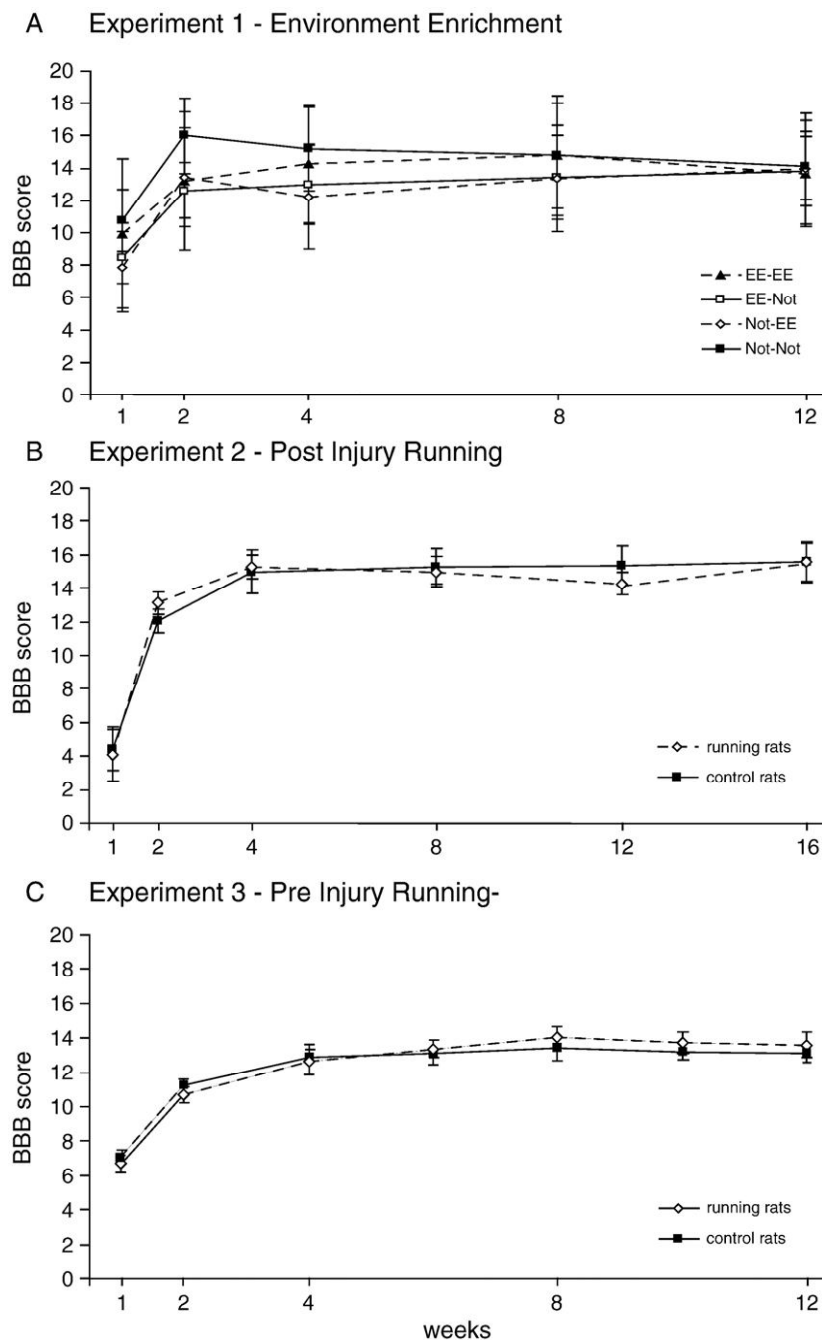 A Experiment 1 - Environment Enrichment
20
18
16
14
12
10
8
6
4
2
0
BBB score
EE-EE
EE-Not
Not-EE
Not-Not
1 2 4 8 12
B Experiment 2 - Post Injury Running
20
18
16
14
12
10
8
6
4
2
0
BBB score
running rats
control rats
1 2 4 8 12 16
C Experiment 3 - Pre Injury Running-
20
18
16
14
12
10
8
6
4
2
0
BBB score
running rats
control rats
1 2 4 8 12
weeks